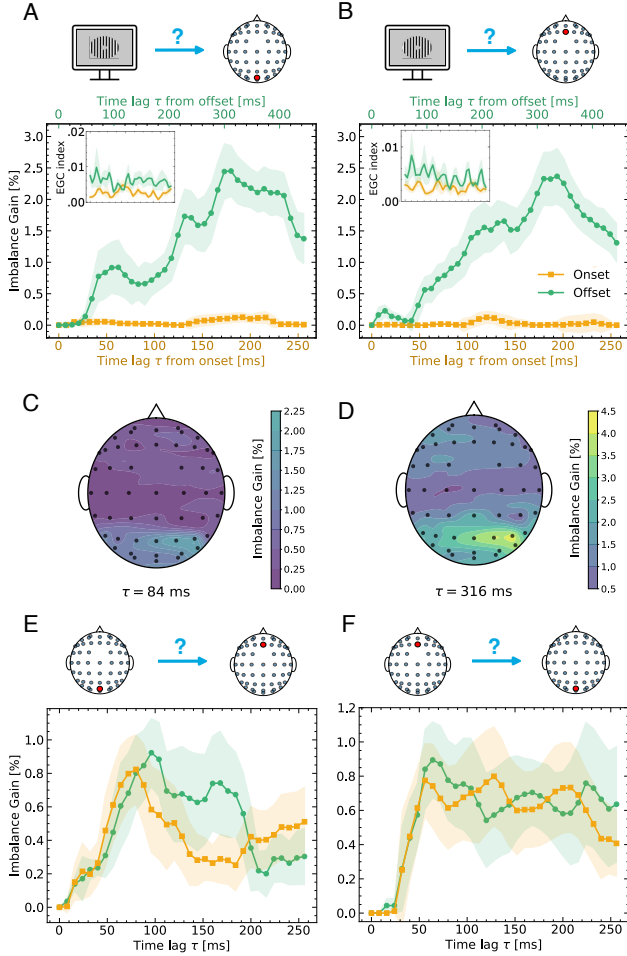 A
B
?
?
Time lag τ from offset [ms]
Time lag τ from offset [ms]
0 100 200 300 400
0 100 200 300 400
Imbalance Gain [%]
3.0
2.5
2.0
1.5
1.0
0.5
0.0
EGC index
.02
.01
.00
0 50 100 150 200 250
Time lag τ from onset [ms]
3.0
2.5
2.0
1.5
1.0
0.5
0.0
EGC index
.01
.00
Onset
Offset
0 50 100 150 200 250
Time lag τ from onset [ms]
C
τ = 84 ms
2.25
2.00
1.75
1.50
1.25
1.00
0.75
0.50
0.25
0.00
Imbalance Gain [%]
D
τ = 316 ms
4.5
4.0
3.5
3.0
2.5
2.0
1.5
1.0
0.5
Imbalance Gain [%]
E
?
Imbalance Gain [%]
1.0
0.8
0.6
0.4
0.2
0.0
0 50 100 150 200 250
Time lag τ [ms]
F
?
1.2
1.0
0.8
0.6
0.4
0.2
0.0
0 50 100 150 200 250
Time lag τ [ms]